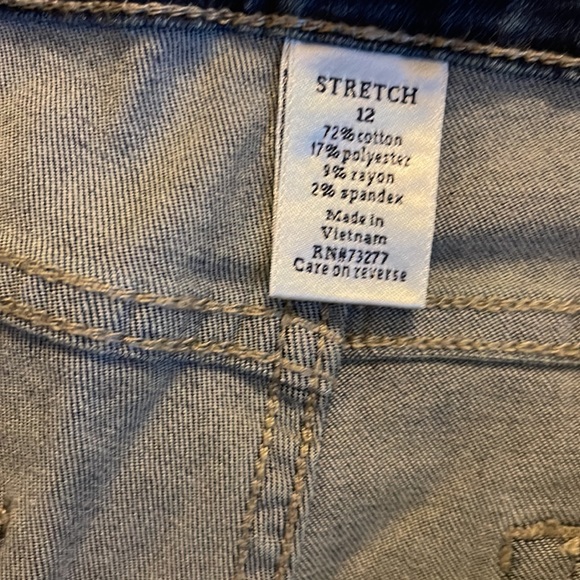 STRETCH
12
72% cotton
17% polyester
9% rayon
2% spandex
Made in
Vietnam
RN#73277
Care on reverse